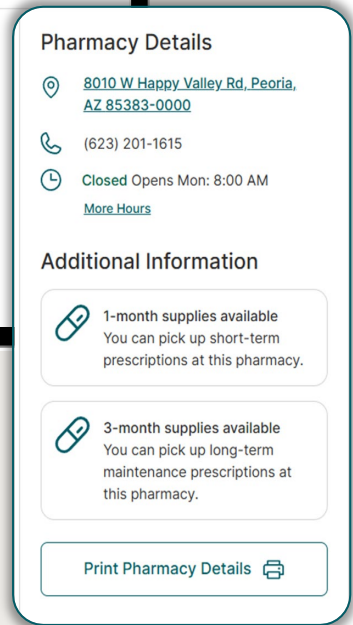 Pharmacy Details
8010 W Happy Valley Rd, Peoria,
AZ 85383-0000
(623) 201-1615
Closed Opens Mon: 8:00 AM
More Hours
Additional Information
1-month supplies available
You can pick up short-term
prescriptions at this pharmacy.
3-month supplies available
You can pick up long-term
maintenance prescriptions at
this pharmacy.
Print Pharmacy Details